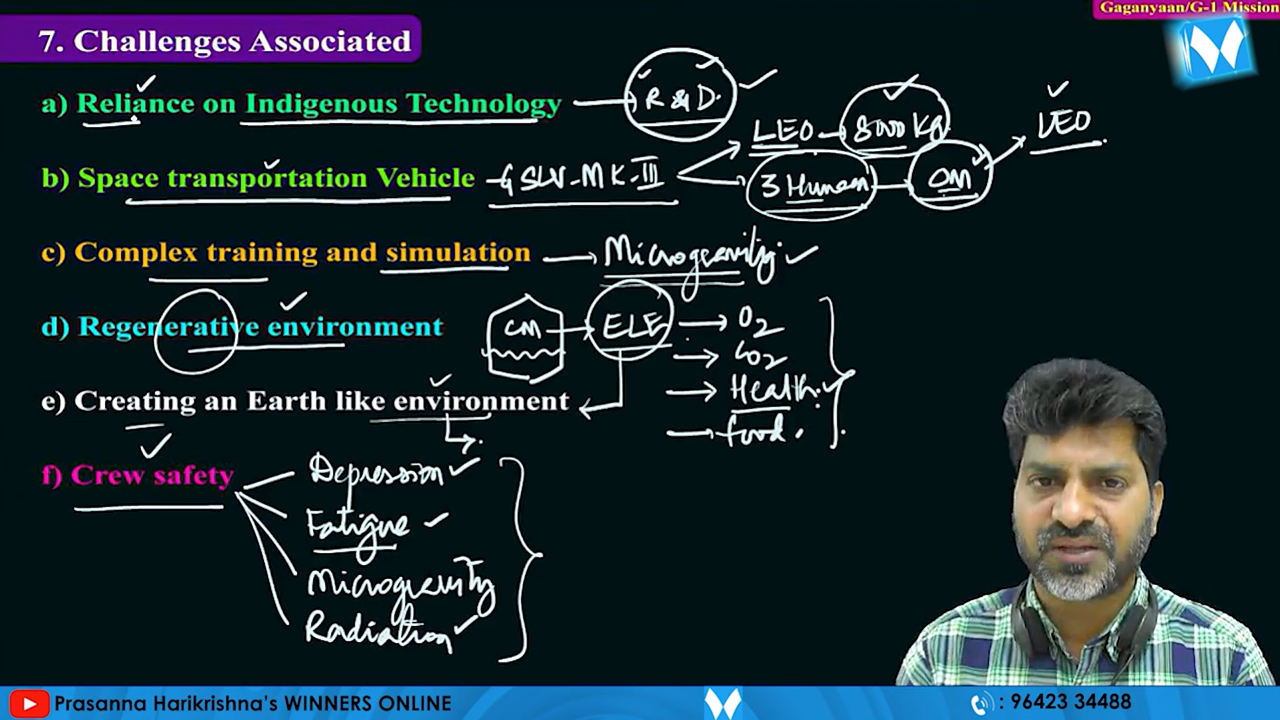 Gaganyaan/G-1 Mission
7. Challenges Associated
a) Reliance on Indigenous Technology R & D.
LEO 8000 Kg LEO
b) Space transportation Vehicle GSLV-MK-III 3 Human OM
c) Complex training and simulation Microgravity
d) Regenerative environment CM ELE O2
CO2
Health
e) Creating an Earth like environment
food
f) Crew safety Depression
Fatigue
Microgravity
Radiation
Prasanna Harikrishna's WINNERS ONLINE W : 96423 34488